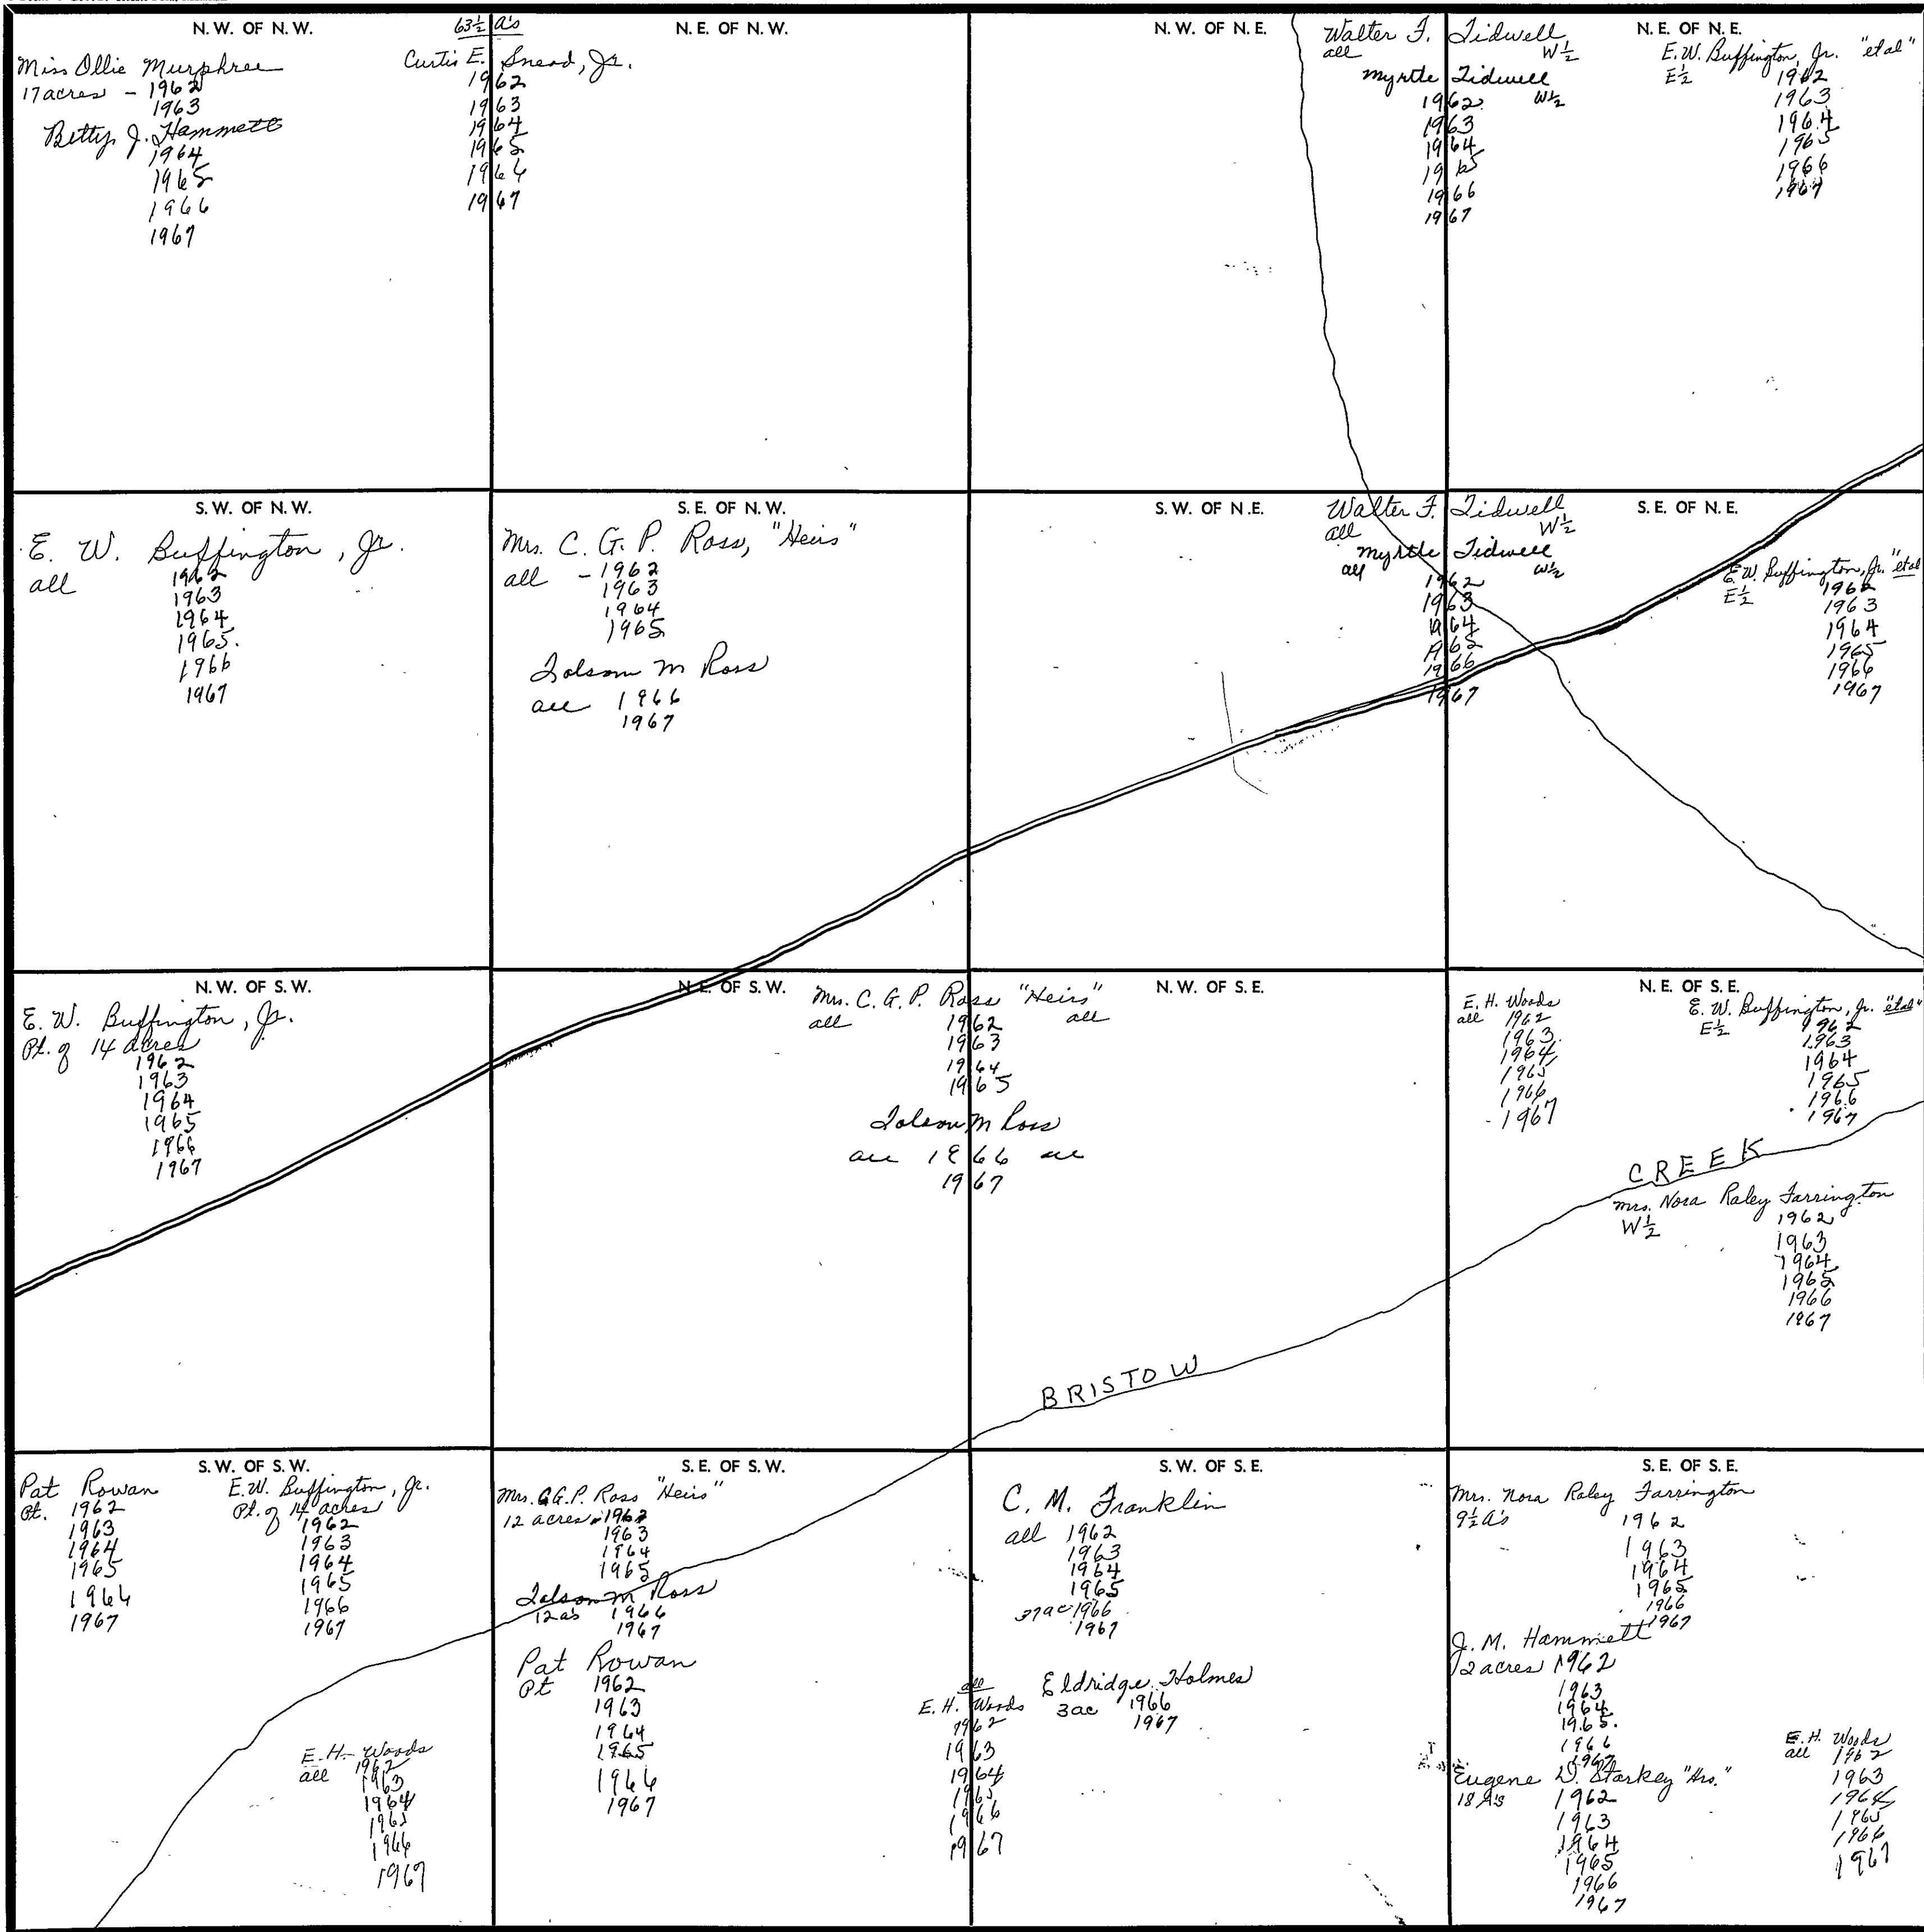 N.W. OF N.W.
Miss Ollie Murphree
17 acres - 1962
1963
Betty J. Hammett
1964
1965
1966
1967
63½ A's
Curtis E. Snead, Jr.
1962
1963
1964
1965
1966
1967
N.E. OF N.W.
N.W. OF N.E.
Walter F. Tidwell
all W½
Myrtle Tidwell
W½
1962
1963
1964
1965
1966
1967
N.E. OF N.E.
E.W. Buffington, Jr. "et al"
E½ 1962
1963
1964
1965
1966
1967
S.W. OF N.W.
E. W. Buffington, Jr.
all 1962
1963
1964
1965.
1966
1967
S.E. OF N.W.
Mrs. C. G. P. Ross, "Heirs"
all - 1962
1963
1964
1965
Tolson M Ross
all 1966
1967
S.W. OF N.E.
Walter F. Tidwell
all W½
Myrtle Tidwell
all W½
1962
1963
1964
1965
1966
1967
S.E. OF N.E.
E.W. Buffington, Jr. "et al
E½ 1962
1963
1964
1965
1966
1967
N.W. OF S.W.
E. W. Buffington, Jr.
Pt. of 14 acres
1962
1963
1964
1965
1966
1967
N.E. OF S.W.
Mrs. C. G. P. Ross "Heirs"
all 1962 all
1963
1964
1965
Tolson M Ross
all 1966 all
1967
N.W. OF S.E.
N.E. OF S.E.
E. H. Woods
all 1962
1963
1964
1965
1966
1967
E. W. Buffington, Jr. "et al"
E½ 1962
1963
1964
1965
1966
1967
CREEK
Mrs. Nora Raley Farrington
W½ 1962
1963
1964
1965
1966
1967
BRISTOW
S.W. OF S.W.
Pat Rowan
Pt. 1962
1963
1964
1965
1966
1967
E.W. Buffington, Jr.
Pt. of 14 acres
1962
1963
1964
1965
1966
1967
E. H. Woods
all 1962
1963
1964
1965
1966
1967
S.E. OF S.W.
Mrs. C.G.P. Ross "Heirs"
12 acres - 1962
1963
1964
1965
Tolson M Ross
12 a's 1966
1967
Pat Rowan
Pt 1962
1963
1964
1965
1966
1967
all
E. H. Woods
1962
1963
1964
1965
1966
1967
S.W. OF S.E.
C. M. Franklin
all 1962
1963
1964
1965
37ac 1966
1967
Eldridge Holmes
3ac 1966
1967
S.E. OF S.E.
Mrs. Nora Raley Farrington
9½ A's 1962
1963
1964
1965
1966
1967
J. M. Hammett
12 acres 1962
1963
1964
1965.
1966
1967
Eugene D. Starkey "Hrs."
18 A's 1962
1963
1964
1965
1966
1967
E. H. Woods
all 1962
1963
1964
1965
1966
1967